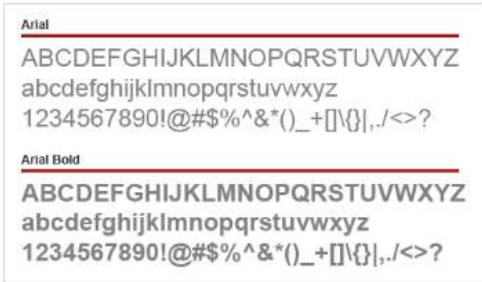 Arial
ABCDEFGHIJKLMNOPQRSTUVWXYZ
abcdefghijklmnopqrstuvwxyz
1234567890!@#$%^&*()_+[]\{}|,./<>?
Arial Bold
ABCDEFGHIJKLMNOPQRSTUVWXYZ
abcdefghijklmnopqrstuvwxyz
1234567890!@#$%^&*()_+[]\{}|,./<>?